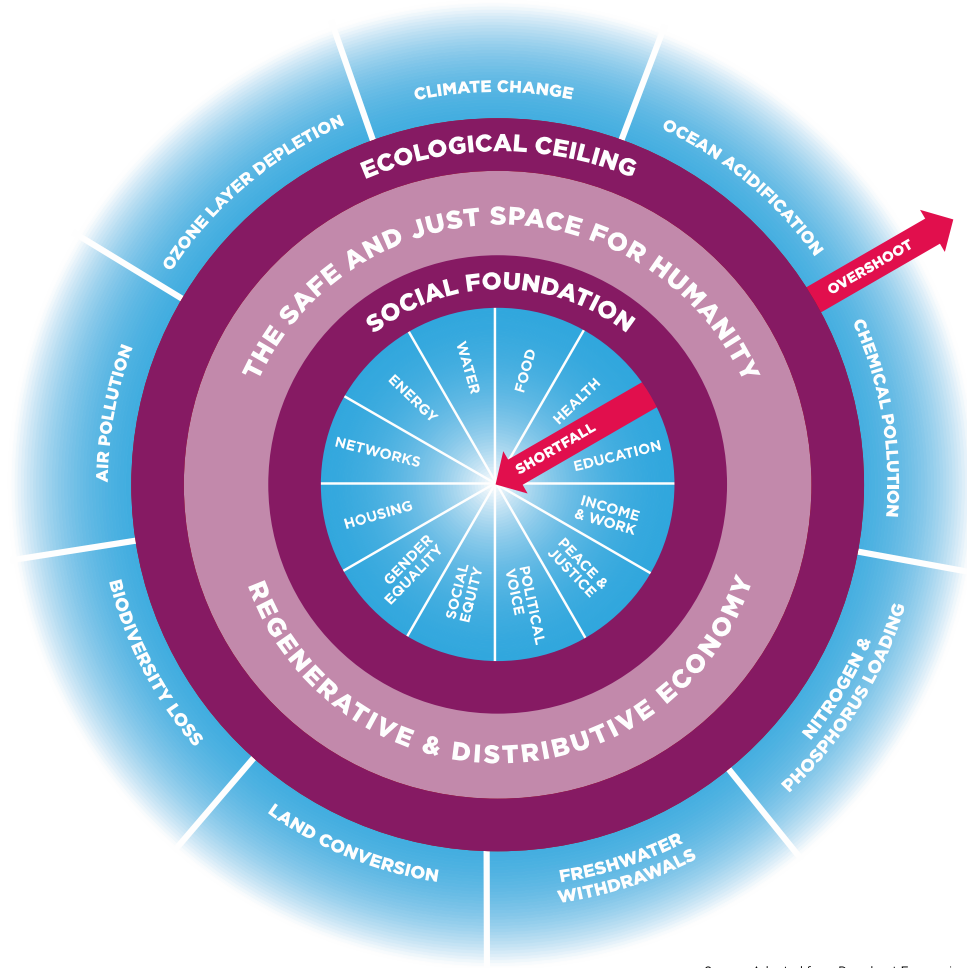 CLIMATE CHANGE
OCEAN ACIDIFICATION
CHEMICAL POLLUTION
NITROGEN &
PHOSPHORUS LOADING
FRESHWATER
WITHDRAWALS
LAND CONVERSION
BIODIVERSITY LOSS
AIR POLLUTION
OZONE LAYER DEPLETION
OVERSHOOT
ECOLOGICAL CEILING
THE SAFE AND JUST SPACE FOR HUMANITY
SOCIAL FOUNDATION
WATER
FOOD
HEALTH
SHORTFALL
EDUCATION
INCOME
& WORK
PEACE &
JUSTICE
POLITICAL
VOICE
SOCIAL
EQUITY
GENDER
EQUALITY
HOUSING
NETWORKS
ENERGY
REGENERATIVE & DISTRIBUTIVE ECONOMY